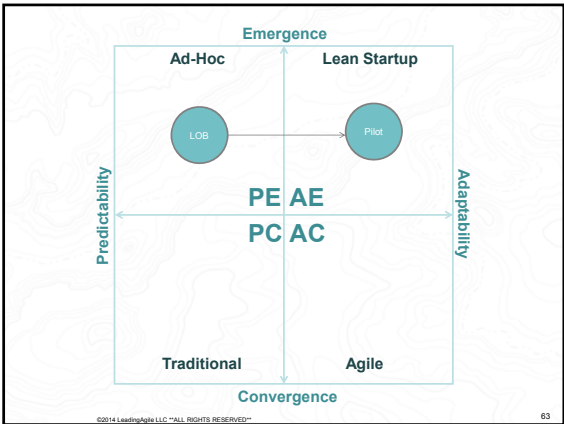 Emergence
Ad-Hoc Lean Startup
LOB Pilot
Predictability
Adaptability
PE AE
PC AC
Traditional Agile
Convergence
©2014 LeadingAgile LLC **ALL RIGHTS RESERVED** 63